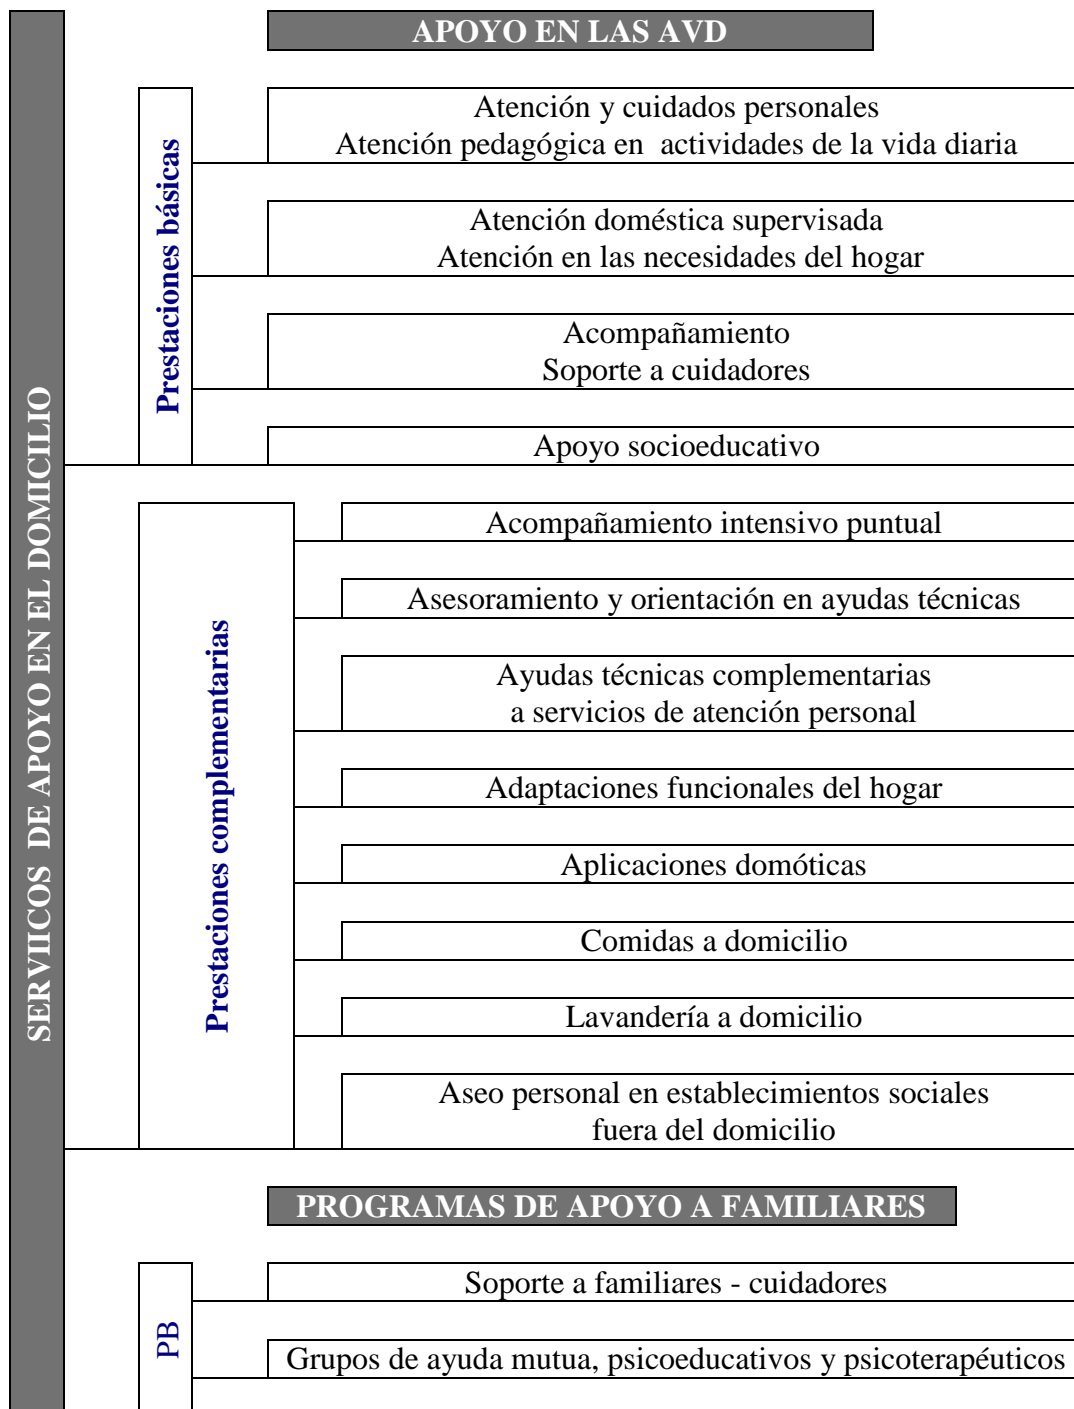 SERVIICOS DE APOYO EN EL DOMICILIO
APOYO EN LAS AVD
Prestaciones básicas
Atención y cuidados personales
Atención pedagógica en actividades de la vida diaria
Atención doméstica supervisada
Atención en las necesidades del hogar
Acompañamiento
Soporte a cuidadores
Apoyo socioeducativo
Prestaciones complementarias
Acompañamiento intensivo puntual
Asesoramiento y orientación en ayudas técnicas
Ayudas técnicas complementarias
a servicios de atención personal
Adaptaciones funcionales del hogar
Aplicaciones domóticas
Comidas a domicilio
Lavandería a domicilio
Aseo personal en establecimientos sociales
fuera del domicilio
PROGRAMAS DE APOYO A FAMILIARES
PB
Soporte a familiares - cuidadores
Grupos de ayuda mutua, psicoeducativos y psicoterapéuticos